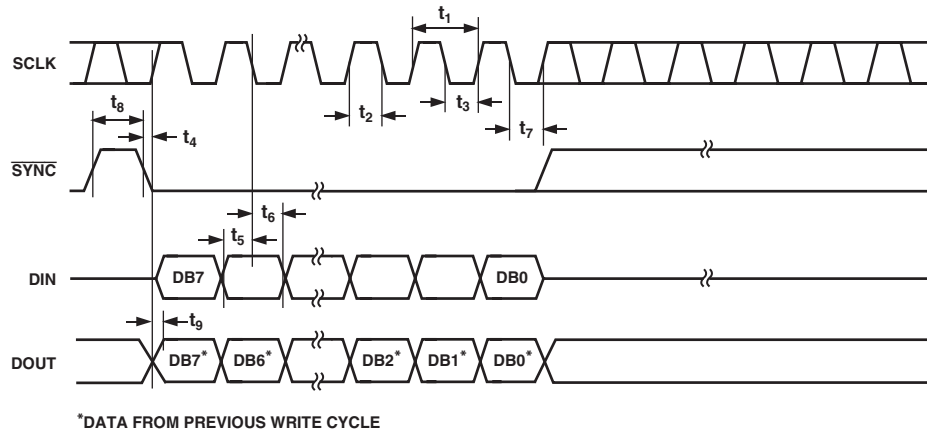 t1
SCLK
t8
t2
t3
t4
t7
SYNC
t6
t5
DIN
DB7
DB0
t9
DOUT
DB7*
DB6*
DB2*
DB1*
DB0*
*DATA FROM PREVIOUS WRITE CYCLE